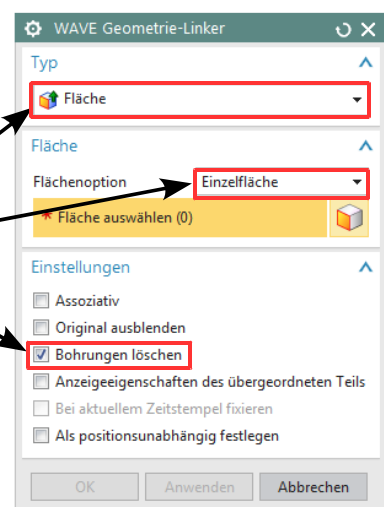 WAVE Geometrie-Linker
Typ
Fläche
Fläche
Flächenoption Einzelfläche
* Fläche auswählen (0)
Einstellungen
Assoziativ
Original ausblenden
Bohrungen löschen
Anzeigeeigenschaften des übergeordneten Teils
Bei aktuellem Zeitstempel fixieren
Als positionsunabhängig festlegen
OK Anwenden Abbrechen